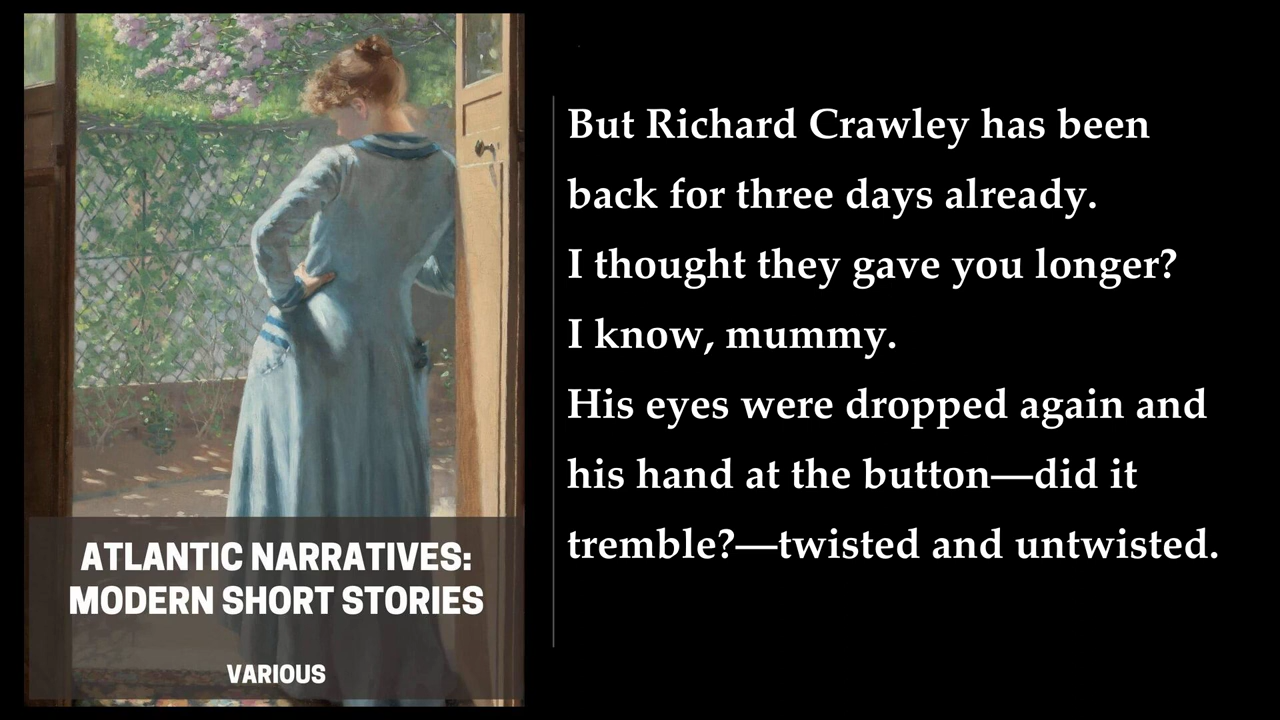 ATLANTIC NARRATIVES:
MODERN SHORT STORIES
VARIOUS
But Richard Crawley has been
back for three days already.
I thought they gave you longer?
I know, mummy.
His eyes were dropped again and
his hand at the button—did it
tremble?—twisted and untwisted.